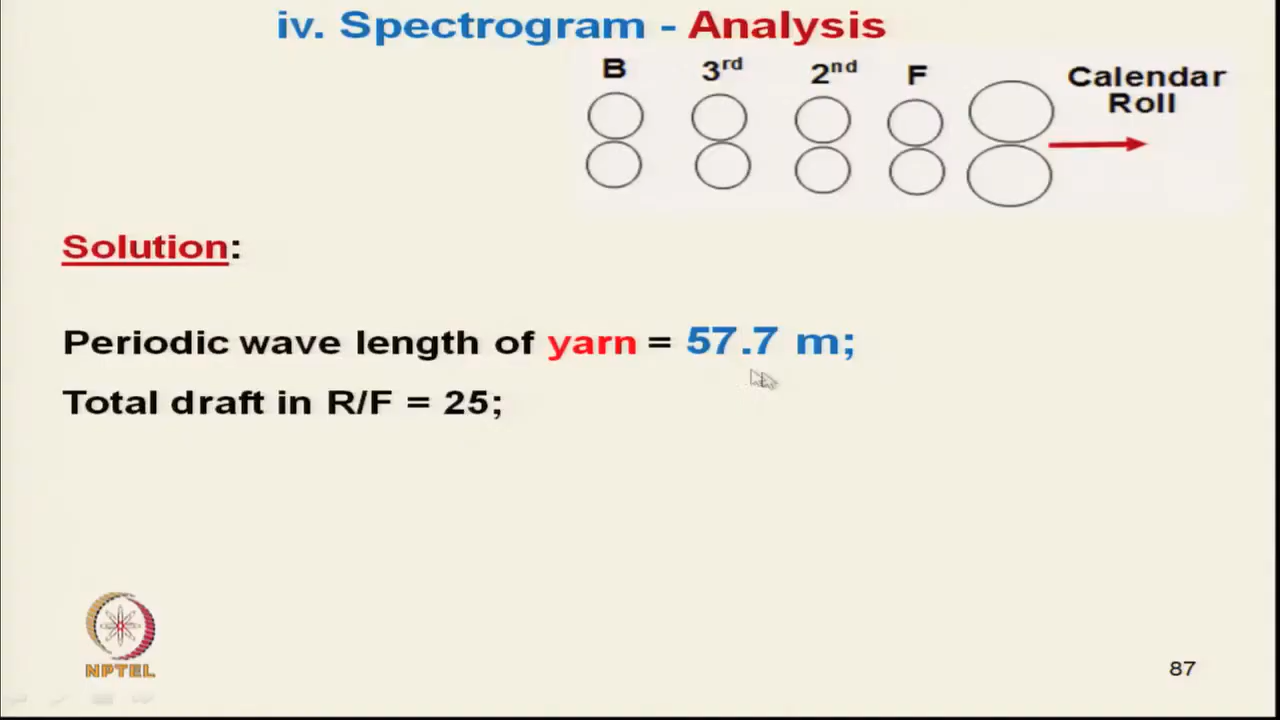 iv. Spectrogram - Analysis
B 3rd 2nd F Calendar Roll
Solution:
Periodic wave length of yarn = 57.7 m;
Total draft in R/F = 25;
NPTEL
87